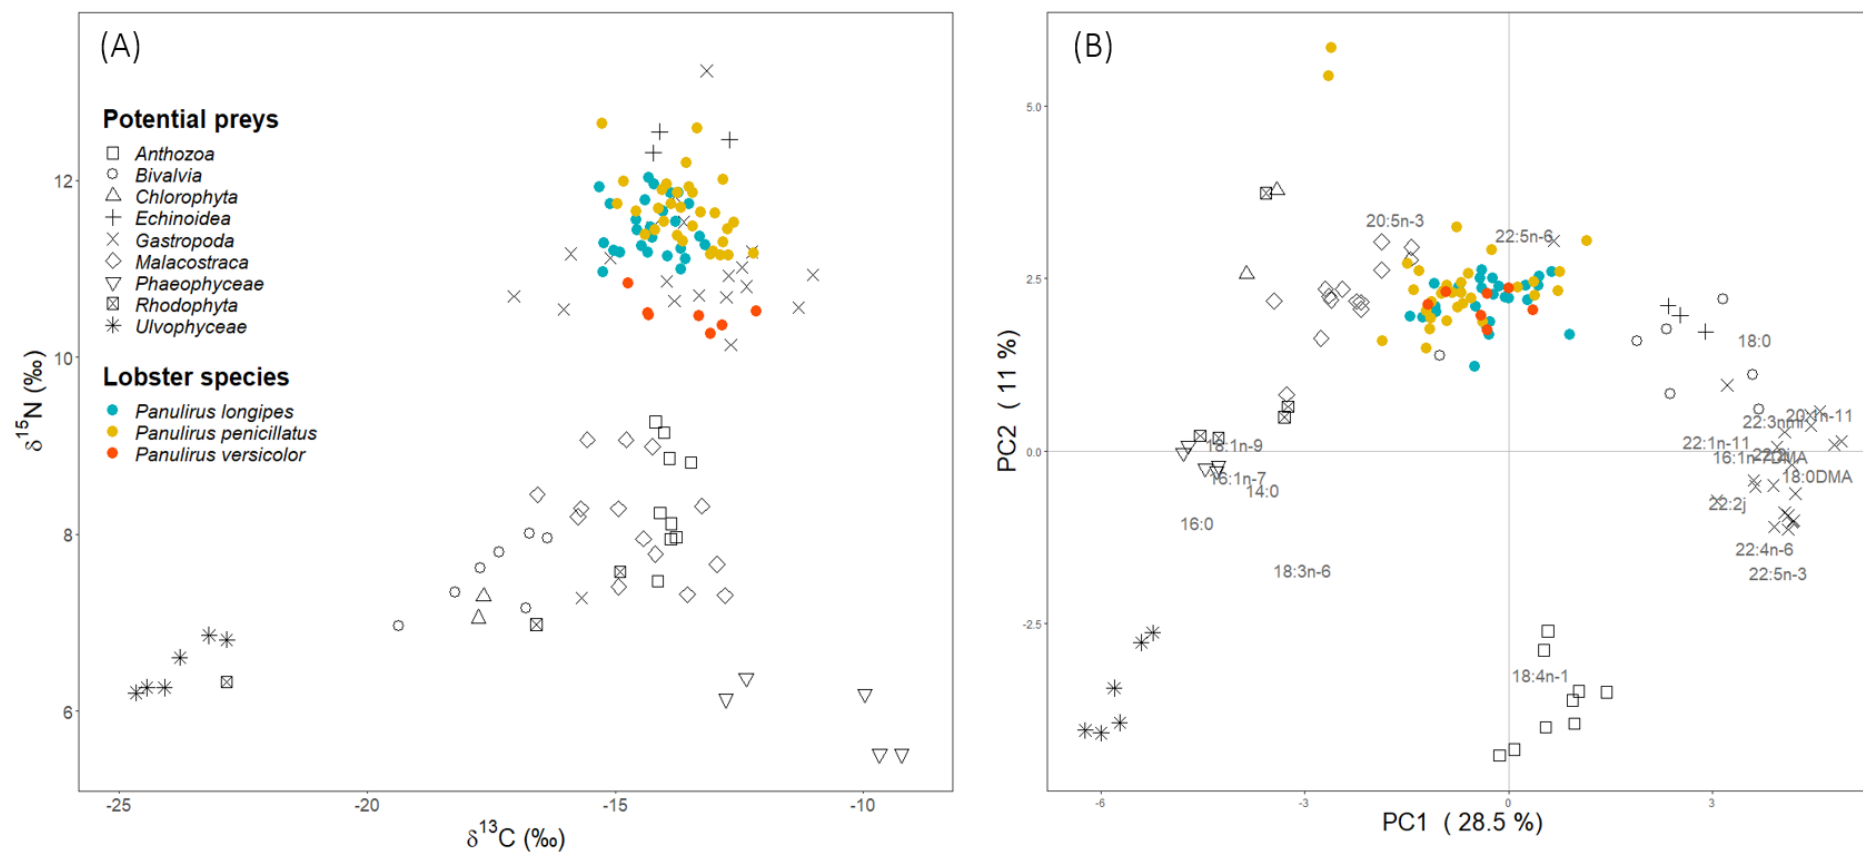 (A)
Potential preys
Anthozoa
Bivalvia
Chlorophyta
Echinoidea
Gastropoda
Malacostraca
Phaeophyceae
Rhodophyta
Ulvophyceae
Lobster species
Panulirus longipes
Panulirus penicillatus
Panulirus versicolor
12
10
8
6
δ15N (‰)
-25
-20
-15
-10
δ13C (‰)
(B)
5.0
2.5
0.0
-2.5
PC2 ( 11 %)
20:5n-3
22:5n-6
18:0
20:1n-11
22:3nmi
18:1n-9
22:1n-11
16:1n-7DMA
16:1n-7
14:0
18:0DMA
22:2j
16:0
22:4n-6
18:3n-6
22:5n-3
18:4n-1
-6
-3
0
3
PC1 ( 28.5 %)